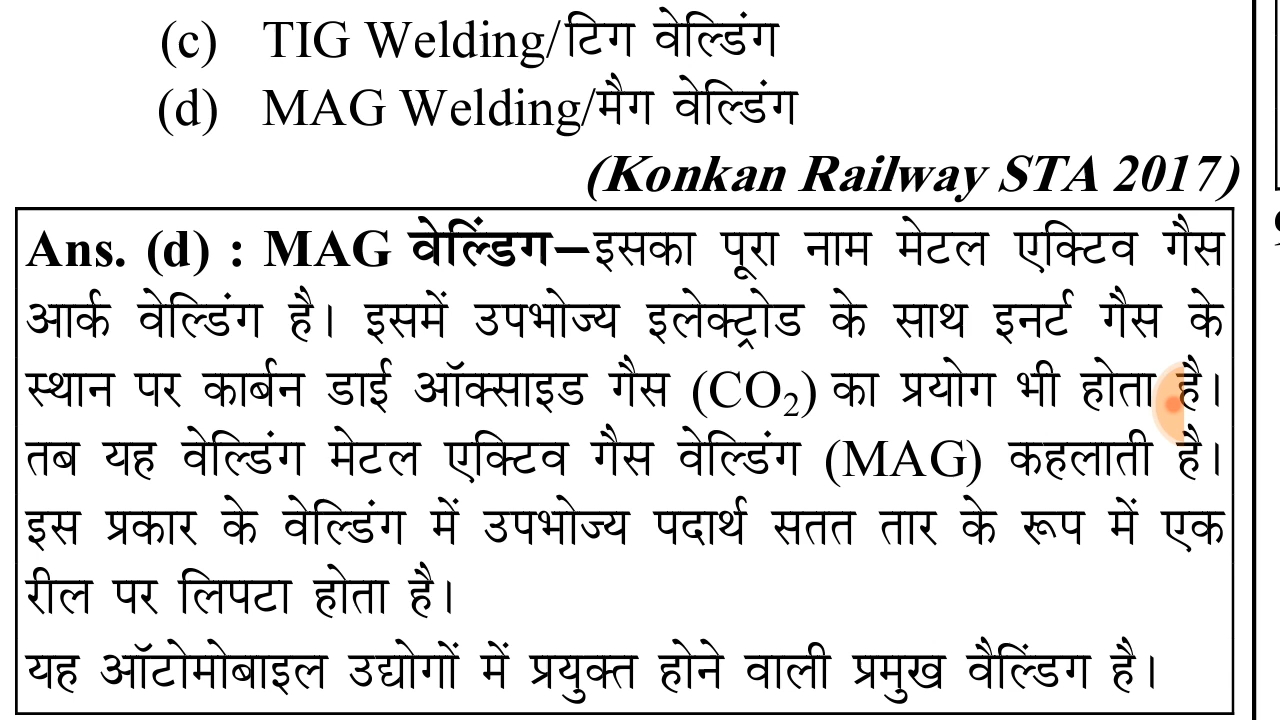 (c) TIG Welding/टिग वेल्डिंग
(d) MAG Welding/मैग वेल्डिंग
(Konkan Railway STA 2017)
Ans. (d) : MAG वेल्डिंग–इसका पूरा नाम मेटल एक्टिव गैस
आर्क वेल्डिंग है। इसमें उपभोज्य इलेक्ट्रोड के साथ इनर्ट गैस के
स्थान पर कार्बन डाई ऑक्साइड गैस (CO₂) का प्रयोग भी होता है।
तब यह वेल्डिंग मेटल एक्टिव गैस वेल्डिंग (MAG) कहलाती है।
इस प्रकार के वेल्डिंग में उपभोज्य पदार्थ सतत तार के रूप में एक
रील पर लिपटा होता है।
यह ऑटोमोबाइल उद्योगों में प्रयुक्त होने वाली प्रमुख वैल्डिंग है।